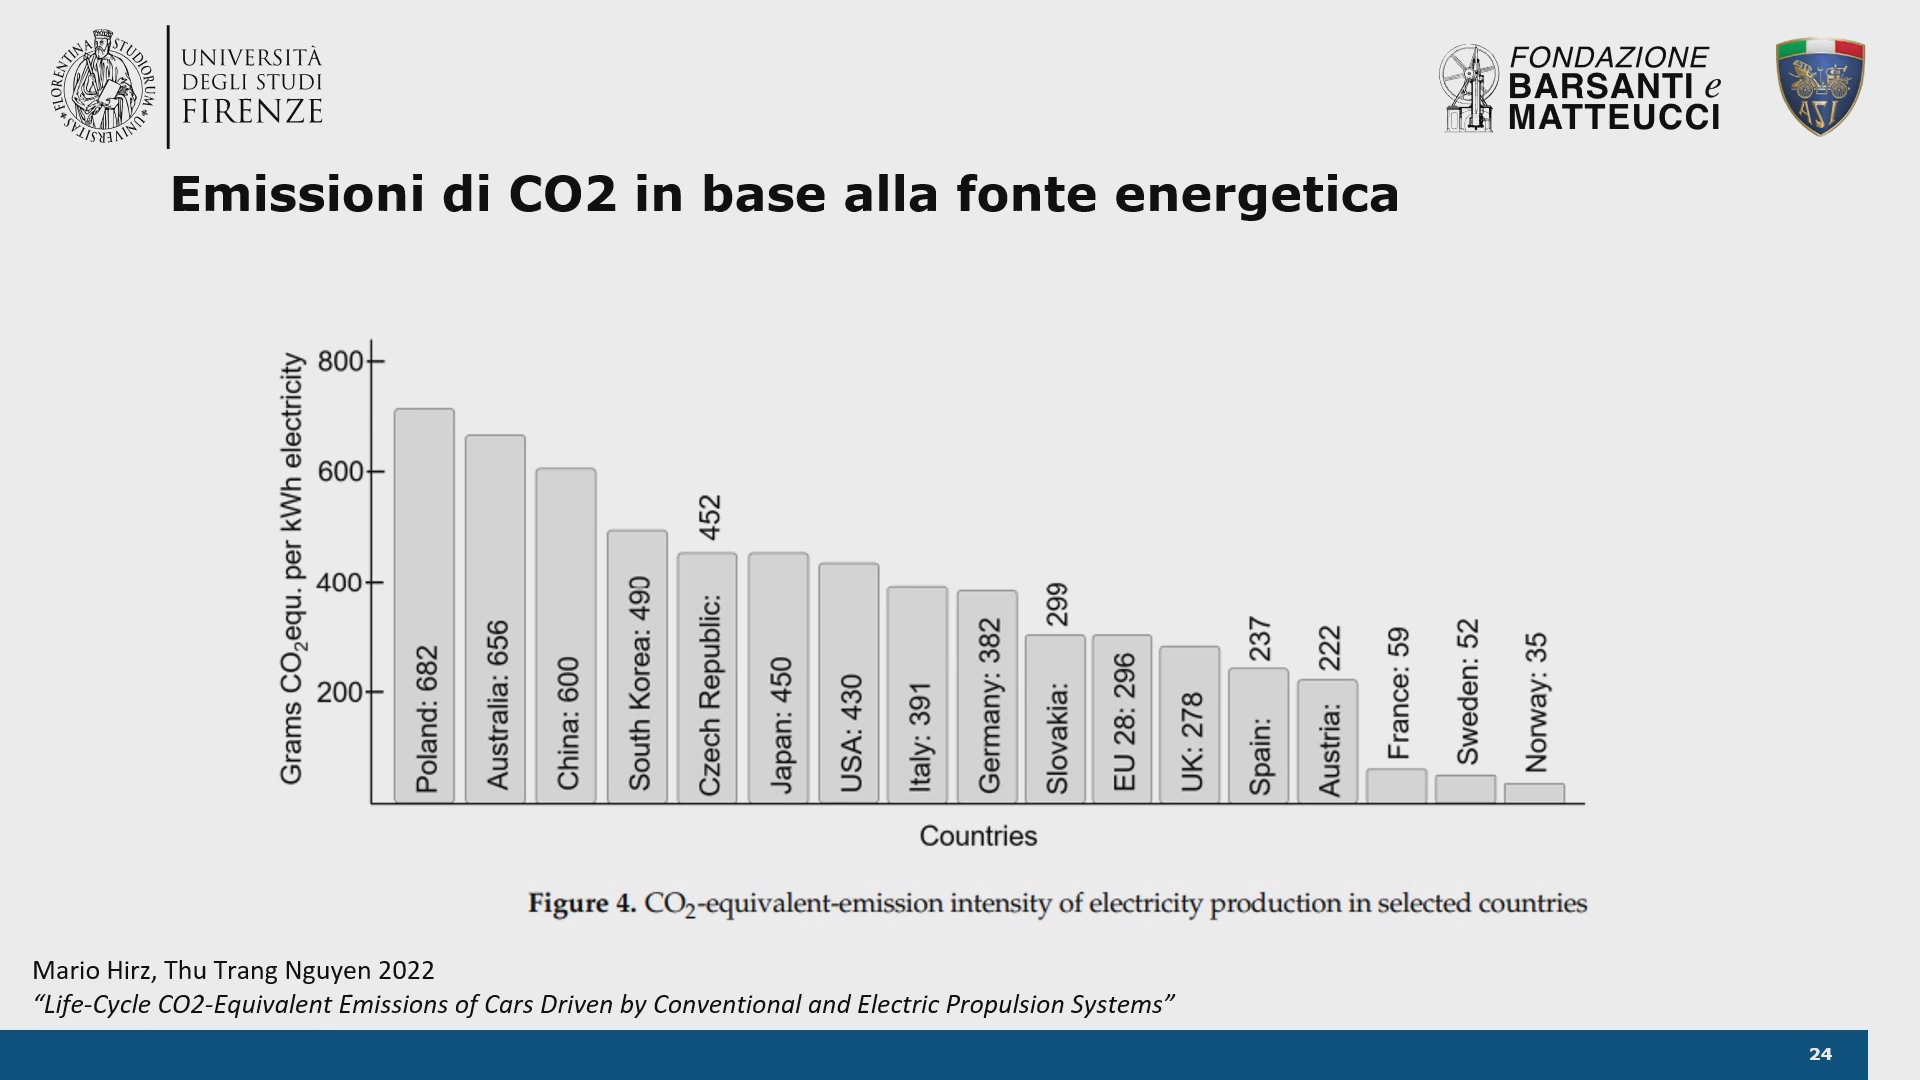 FLORENTINA STUDIORUM UNIVERSITAS
UNIVERSITÀ
DEGLI STUDI
FIRENZE
FONDAZIONE
BARSANTI e
MATTEUCCI
ASI
Emissioni di CO2 in base alla fonte energetica
Grams CO₂equ. per kWh electricity
800
600
400
200
Poland: 682
Australia: 656
China: 600
South Korea: 490
Czech Republic: 452
Japan: 450
USA: 430
Italy: 391
Germany: 382
Slovakia: 299
EU 28: 296
UK: 278
Spain: 237
Austria: 222
France: 59
Sweden: 52
Norway: 35
Countries
Figure 4. CO₂-equivalent-emission intensity of electricity production in selected countries
Mario Hirz, Thu Trang Nguyen 2022
“Life-Cycle CO2-Equivalent Emissions of Cars Driven by Conventional and Electric Propulsion Systems”
24